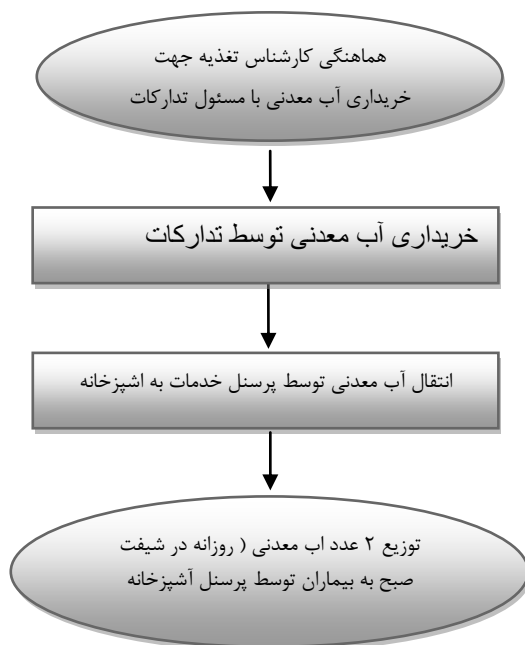 هماهنگی کارشناس تغذیه جهت
خریداری آب معدنی با مسئول تدارکات
خریداری آب معدنی توسط تدارکات
انتقال آب معدنی توسط پرسنل خدمات به اشپزخانه
توزیع ۲ عدد اب معدنی ( روزانه در شیفت
صبح به بیماران توسط پرسنل آشپزخانه